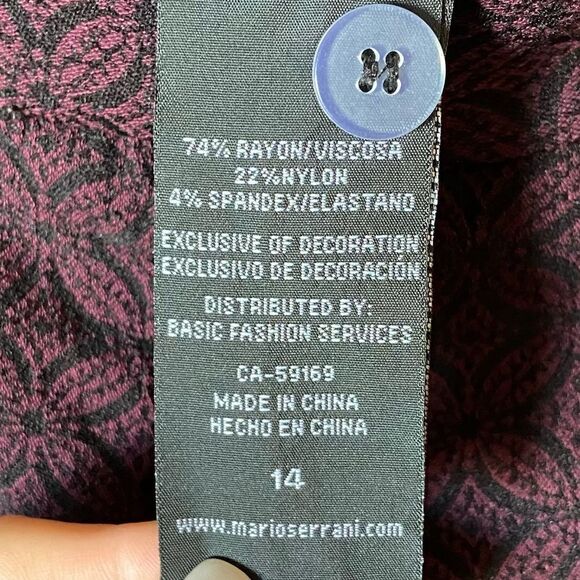 74% RAYON/VISCOSA
22%NYLON
4% SPANDEX/ELASTANO
EXCLUSIVE OF DECORATION
EXCLUSIVO DE DECORACIÓN
DISTRIBUTED BY:
BASIC FASHION SERVICES
CA-59169
MADE IN CHINA
HECHO EN CHINA
14
www.marioserrani.com